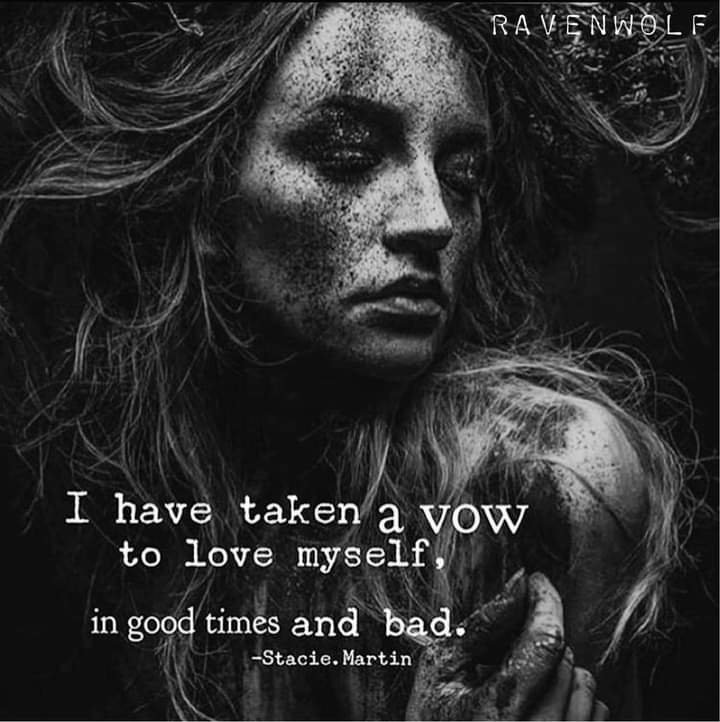 RAVENWOLF
I have taken a vow
to love myself,
in good times and bad.
-Stacie.Martin